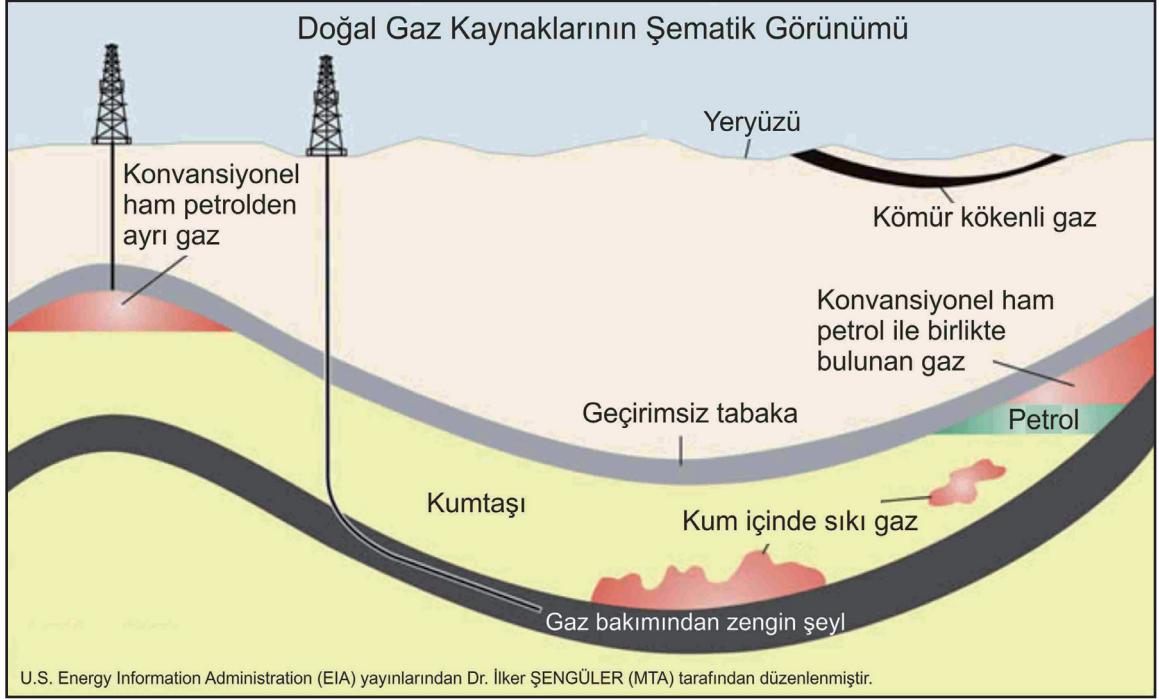 Doğal Gaz Kaynaklarının Şematik Görünümü
Yeryüzü
Konvansiyonel
ham petrolden
ayrı gaz
Kömür kökenli gaz
Konvansiyonel ham
petrol ile birlikte
bulunan gaz
Geçirimsiz tabaka
Petrol
Kumtaşı
Kum içinde sıkı gaz
Gaz bakımından zengin şeyl
U.S. Energy Information Administration (EIA) yayınlarından Dr. İlker ŞENGÜLER (MTA) tarafından düzenlenmiştir.